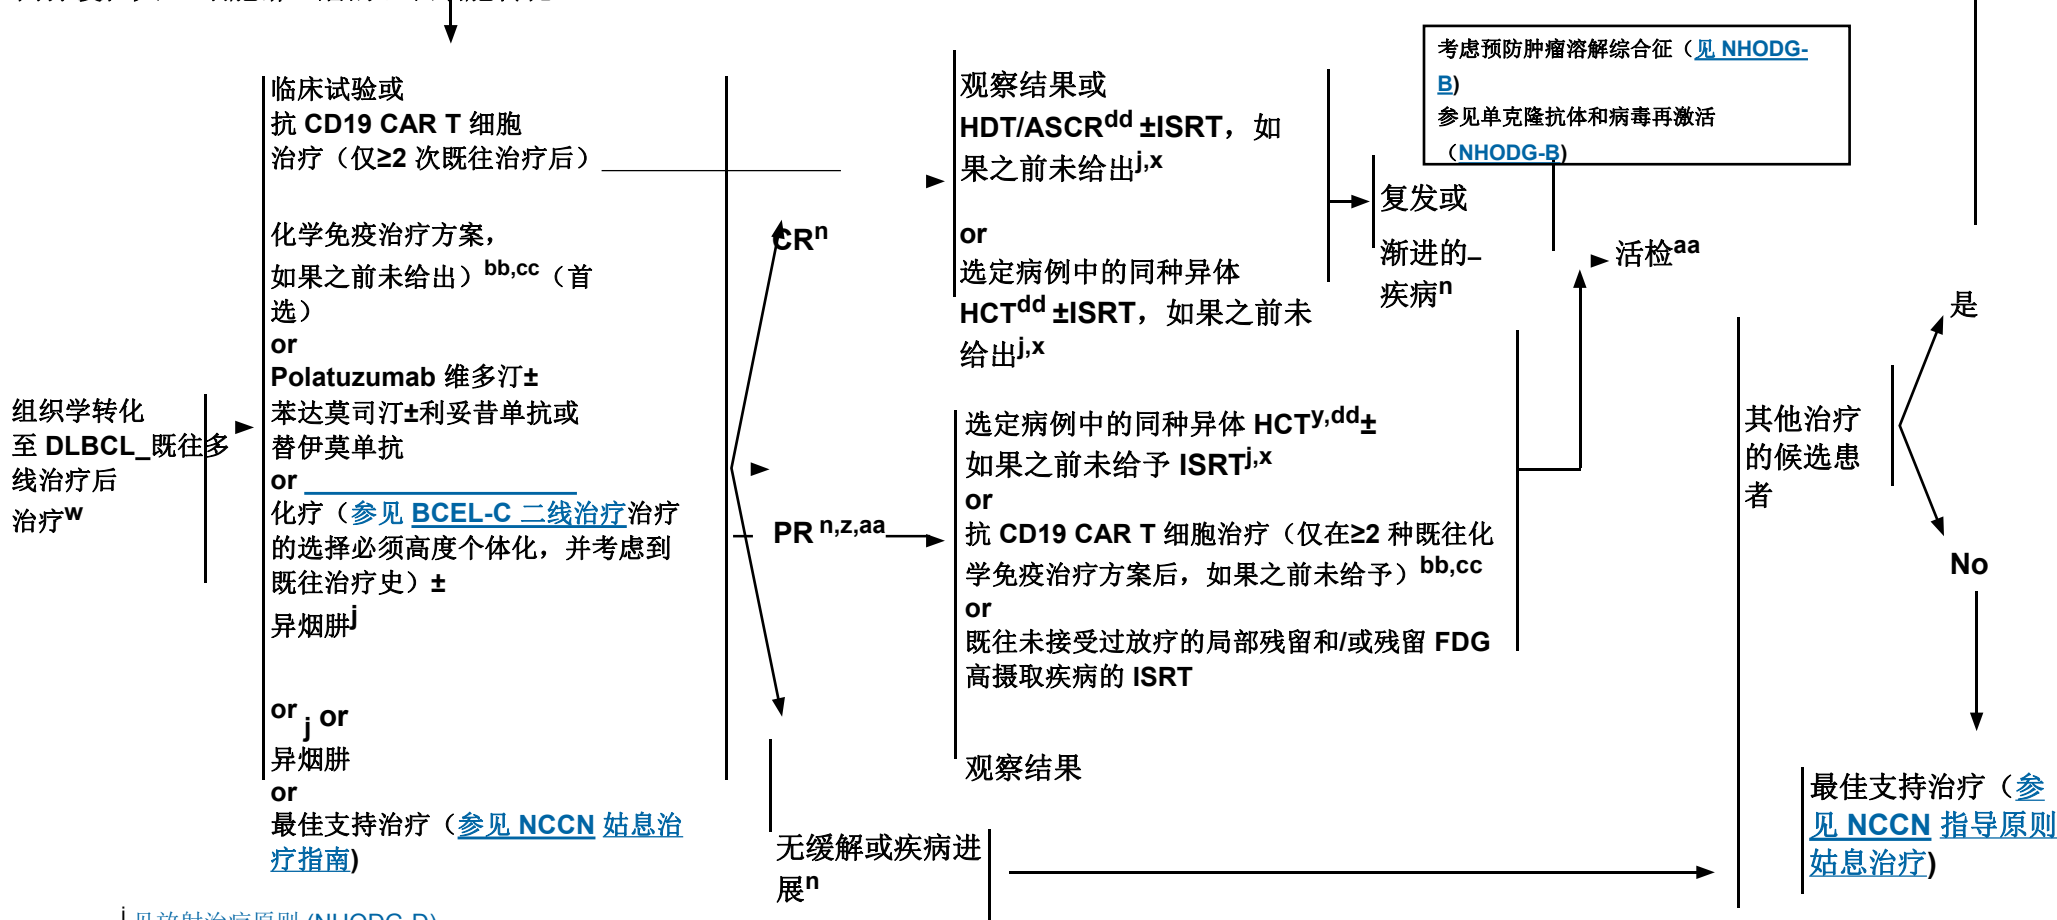 组织学转化
至 DLBCL_既往多
线治疗后
治疗w
临床试验或
抗 CD19 CAR T 细胞
治疗（仅≥2 次既往治疗后）
化学免疫治疗方案，
如果之前未给出）bb,cc（首
选）
or
Polatuzumab 维多汀±
苯达莫司汀±利妥昔单抗或
替伊莫单抗
or
化疗（参见 BCEL-C 二线治疗治疗
的选择必须高度个体化，并考虑到
既往治疗史）±
异烟肼j
or j or
异烟肼
or
最佳支持治疗（参见 NCCN 姑息治
疗指南)
CRn
PR n,z,aa
无缓解或疾病进
展n
观察结果或
HDT/ASCRdd ±ISRT，如
果之前未给出j,x
or
选定病例中的同种异体
HCTdd ±ISRT，如果之前未
给出j,x
选定病例中的同种异体 HCTy,dd±
如果之前未给予 ISRTj,x
or
抗 CD19 CAR T 细胞治疗（仅在≥2 种既往化
学免疫治疗方案后，如果之前未给予）bb,cc
or
既往未接受过放疗的局部残留和/或残留 FDG
高摄取疾病的 ISRT
观察结果
复发或
渐进的–
疾病n
考虑预防肿瘤溶解综合征（见 NHODG-
B)
参见单克隆抗体和病毒再激活
（NHODG-B)
活检aa
其他治疗
的候选患
者
是
No
最佳支持治疗（参
见 NCCN 指导原则
姑息治疗)
j 见放射治疗原则 (NHODG-D)